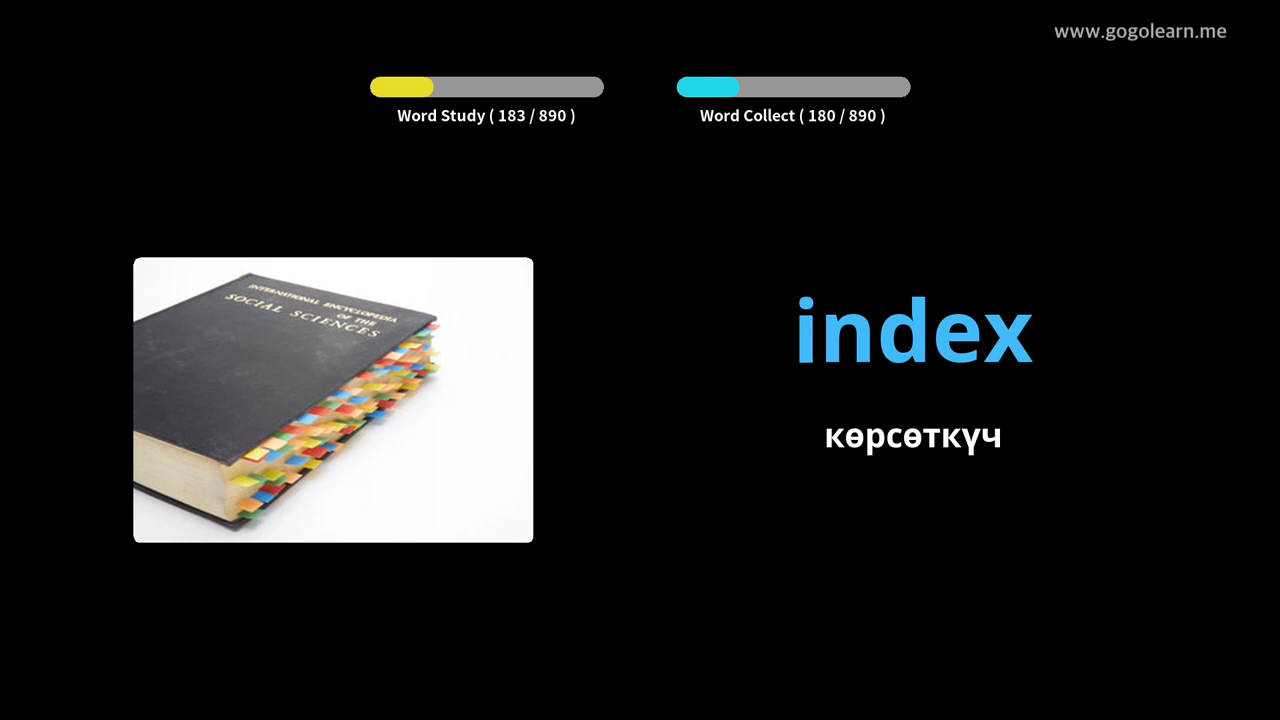 www.gogolearn.me
Word Study ( 183 / 890 )
Word Collect ( 180 / 890 )
INTERNATIONAL ENCYCLOPEDIA
OF THE
SOCIAL SCIENCES
index
көрсөткүч